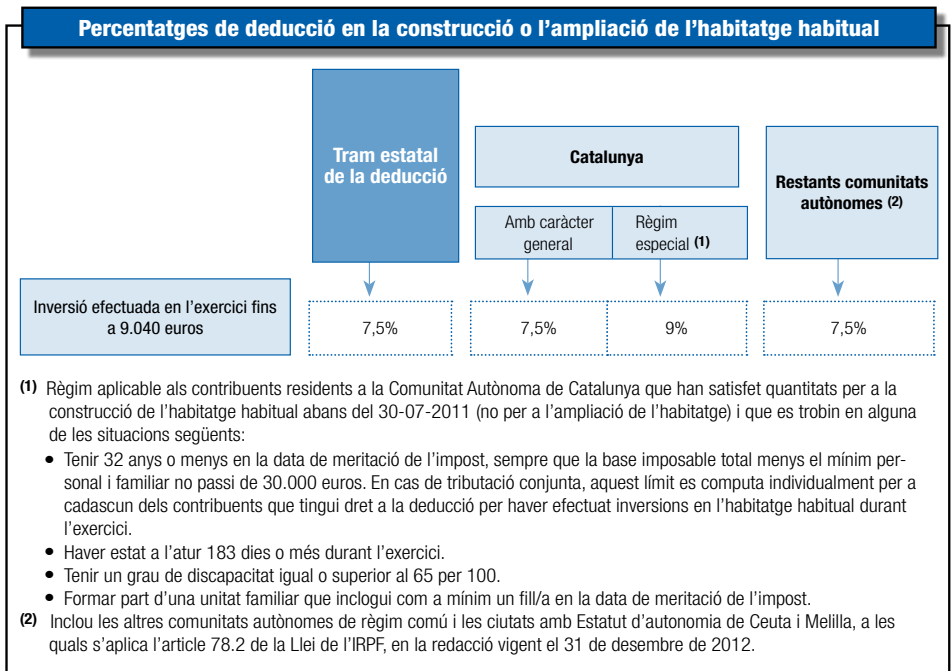 Percentatges de deducció en la construcció o l'ampliació de l'habitatge habitual
Tram estatal
de la deducció
Catalunya
Restants comunitats
autònomes (2)
Amb caràcter
general
Règim
especial (1)
Inversió efectuada en l'exercici fins
a 9.040 euros
7,5%
7,5%
9%
7,5%
(1) Règim aplicable als contribuents residents a la Comunitat Autònoma de Catalunya que han satisfet quantitats per a la
construcció de l'habitatge habitual abans del 30-07-2011 (no per a l'ampliació de l'habitatge) i que es trobin en alguna
de les situacions següents:
• Tenir 32 anys o menys en la data de meritació de l'impost, sempre que la base imposable total menys el mínim per-
sonal i familiar no passi de 30.000 euros. En cas de tributació conjunta, aquest límit es computa individualment per a
cadascun dels contribuents que tingui dret a la deducció per haver efectuat inversions en l'habitatge habitual durant
l'exercici.
• Haver estat a l'atur 183 dies o més durant l'exercici.
• Tenir un grau de discapacitat igual o superior al 65 per 100.
• Formar part d'una unitat familiar que inclogui com a mínim un fill/a en la data de meritació de l'impost.
(2) Inclou les altres comunitats autònomes de règim comú i les ciutats amb Estatut d'autonomia de Ceuta i Melilla, a les
quals s'aplica l'article 78.2 de la Llei de l'IRPF, en la redacció vigent el 31 de desembre de 2012.